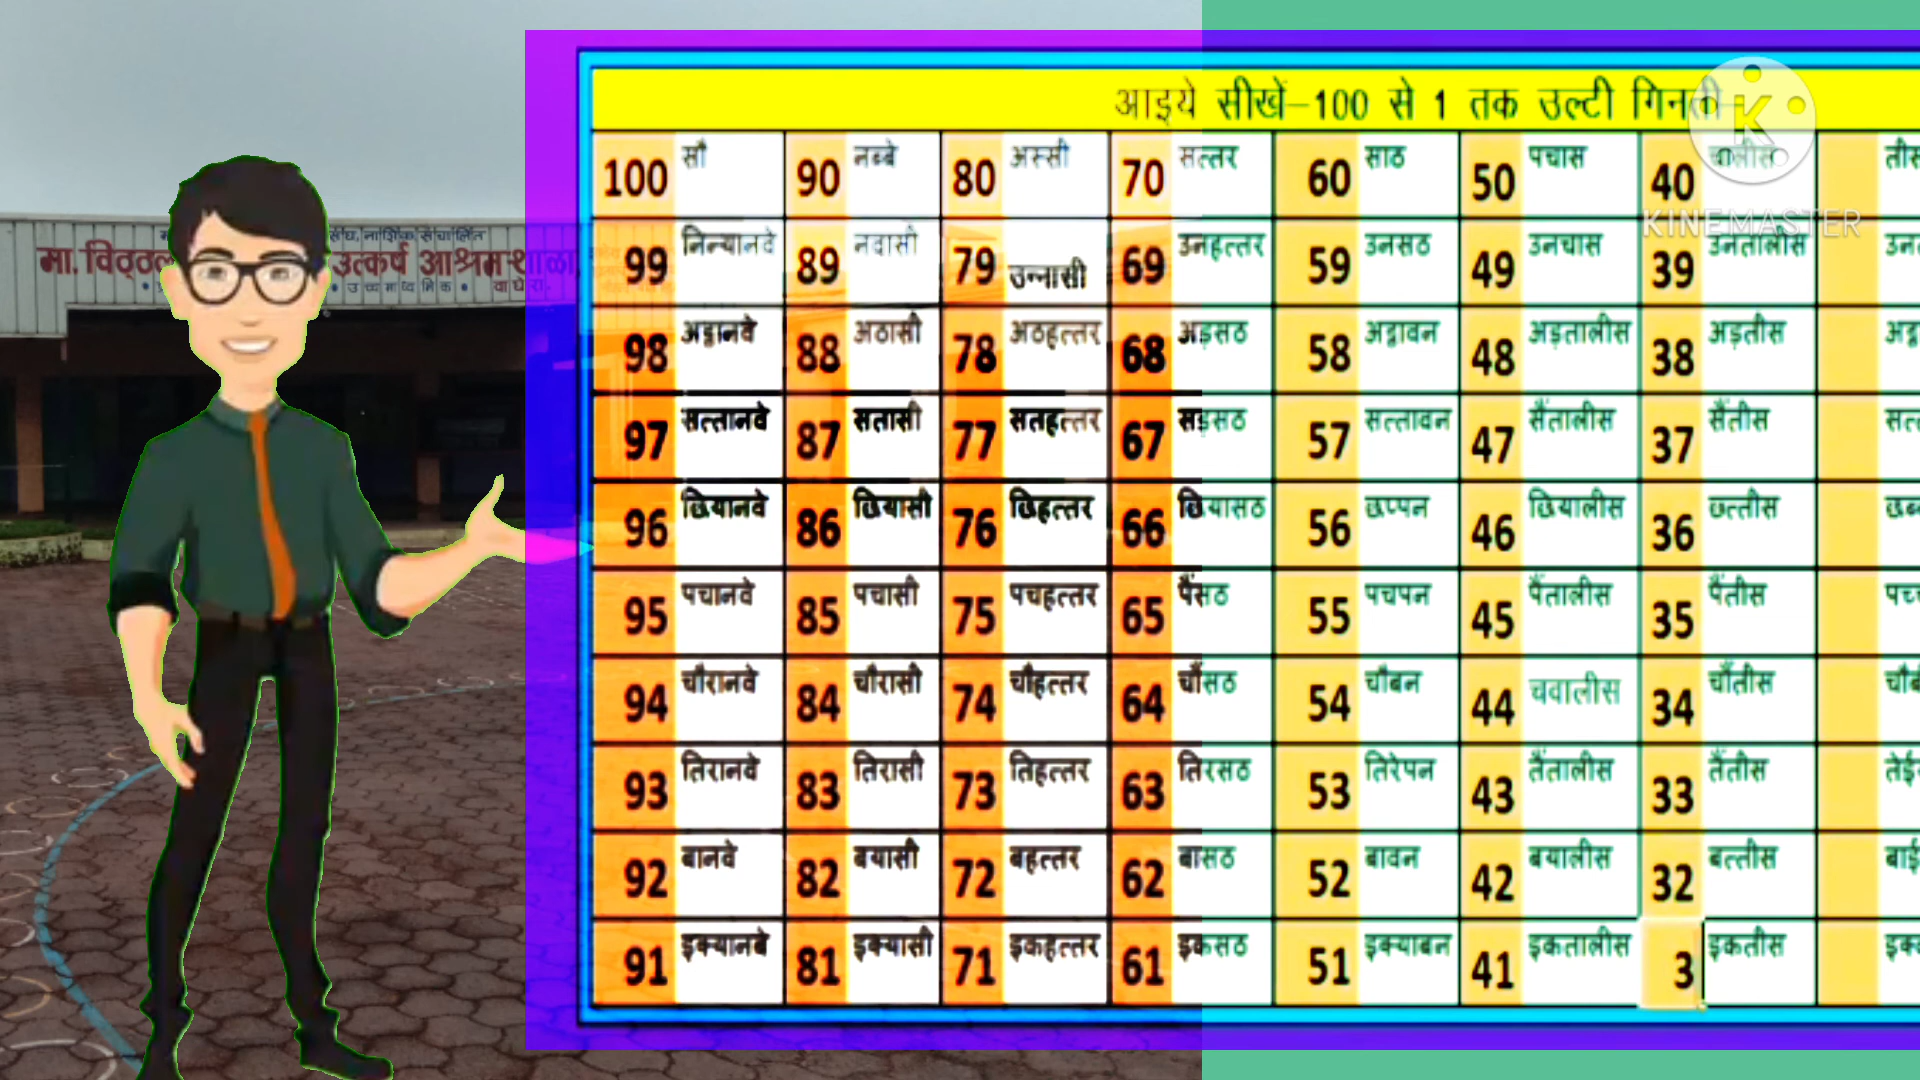 आइये सीखें-100 से 1 तक उल्टी गिनती
KINEMASTER
संघ, नाशिक संचालित
मा. विठ्ठल उत्कर्ष आश्रम शाळा
उच्च माध्यमिक
100 सौ 90 नब्बे 80 अस्सी 70 सत्तर 60 साठ 50 पचास 40 चालीस
99 निन्यानवे 89 नवासी 79 उन्नासी 69 उनहत्तर 59 उनसठ 49 उनचास 39 उनतालीस
98 अट्ठानवे 88 अठासी 78 अठहत्तर 68 अड़सठ 58 अट्ठावन 48 अड़तालीस 38 अड़तीस
97 सत्तानवे 87 सतासी 77 सतहत्तर 67 सड़सठ 57 सत्तावन 47 सैंतालीस 37 सैंतीस
96 छियानवे 86 छियासी 76 छिहत्तर 66 छियासठ 56 छप्पन 46 छियालीस 36 छत्तीस
95 पचानवे 85 पचासी 75 पचहत्तर 65 पैंसठ 55 पचपन 45 पैंतालीस 35 पैंतीस
94 चौरानवे 84 चौरासी 74 चौहत्तर 64 चौंसठ 54 चौबन 44 चवालीस 34 चौंतीस
93 तिरानवे 83 तिरासी 73 तिहत्तर 63 तिरसठ 53 तिरेपन 43 तैंतालीस 33 तैंतीस
92 बानवे 82 बयासी 72 बहत्तर 62 बासठ 52 बावन 42 बयालीस 32 बत्तीस
91 इक्यानबे 81 इक्यासी 71 इकहत्तर 61 इकसठ 51 इक्याबन 41 इकतालीस 3 इकतीस